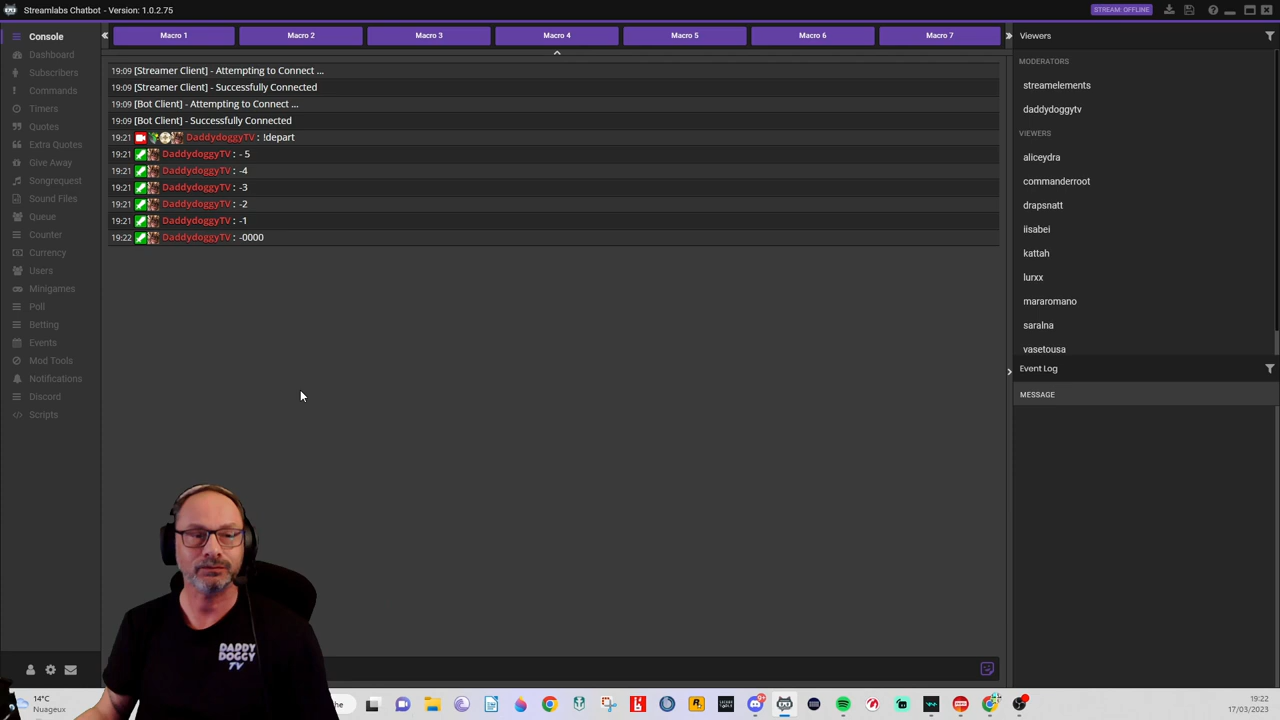 Streamlabs Chatbot - Version: 1.0.2.75
STREAM: OFFLINE
Console
Dashboard
Subscribers
Commands
Timers
Quotes
Extra Quotes
Give Away
Songrequest
Sound Files
Queue
Counter
Currency
Users
Minigames
Poll
Betting
Events
Mod Tools
Notifications
Discord
Scripts
Macro 1
Macro 2
Macro 3
Macro 4
Macro 5
Macro 6
Macro 7
19:09 [Streamer Client] - Attempting to Connect ...
19:09 [Streamer Client] - Successfully Connected
19:09 [Bot Client] - Attempting to Connect ...
19:09 [Bot Client] - Successfully Connected
19:21 DaddydoggyTV : !depart
19:21 DaddydoggyTV : - 5
19:21 DaddydoggyTV : -4
19:21 DaddydoggyTV : -3
19:21 DaddydoggyTV : -2
19:21 DaddydoggyTV : -1
19:22 DaddydoggyTV : -0000
Viewers
MODERATORS
streamelements
daddydoggytv
VIEWERS
aliceydra
commanderroot
drapsnatt
iisabei
kattah
lurxx
mararomano
saralna
vasetousa
Event Log
MESSAGE
DADDY
DOGGY
TV
14°C
Nuageux
he
19:22
17/03/2023